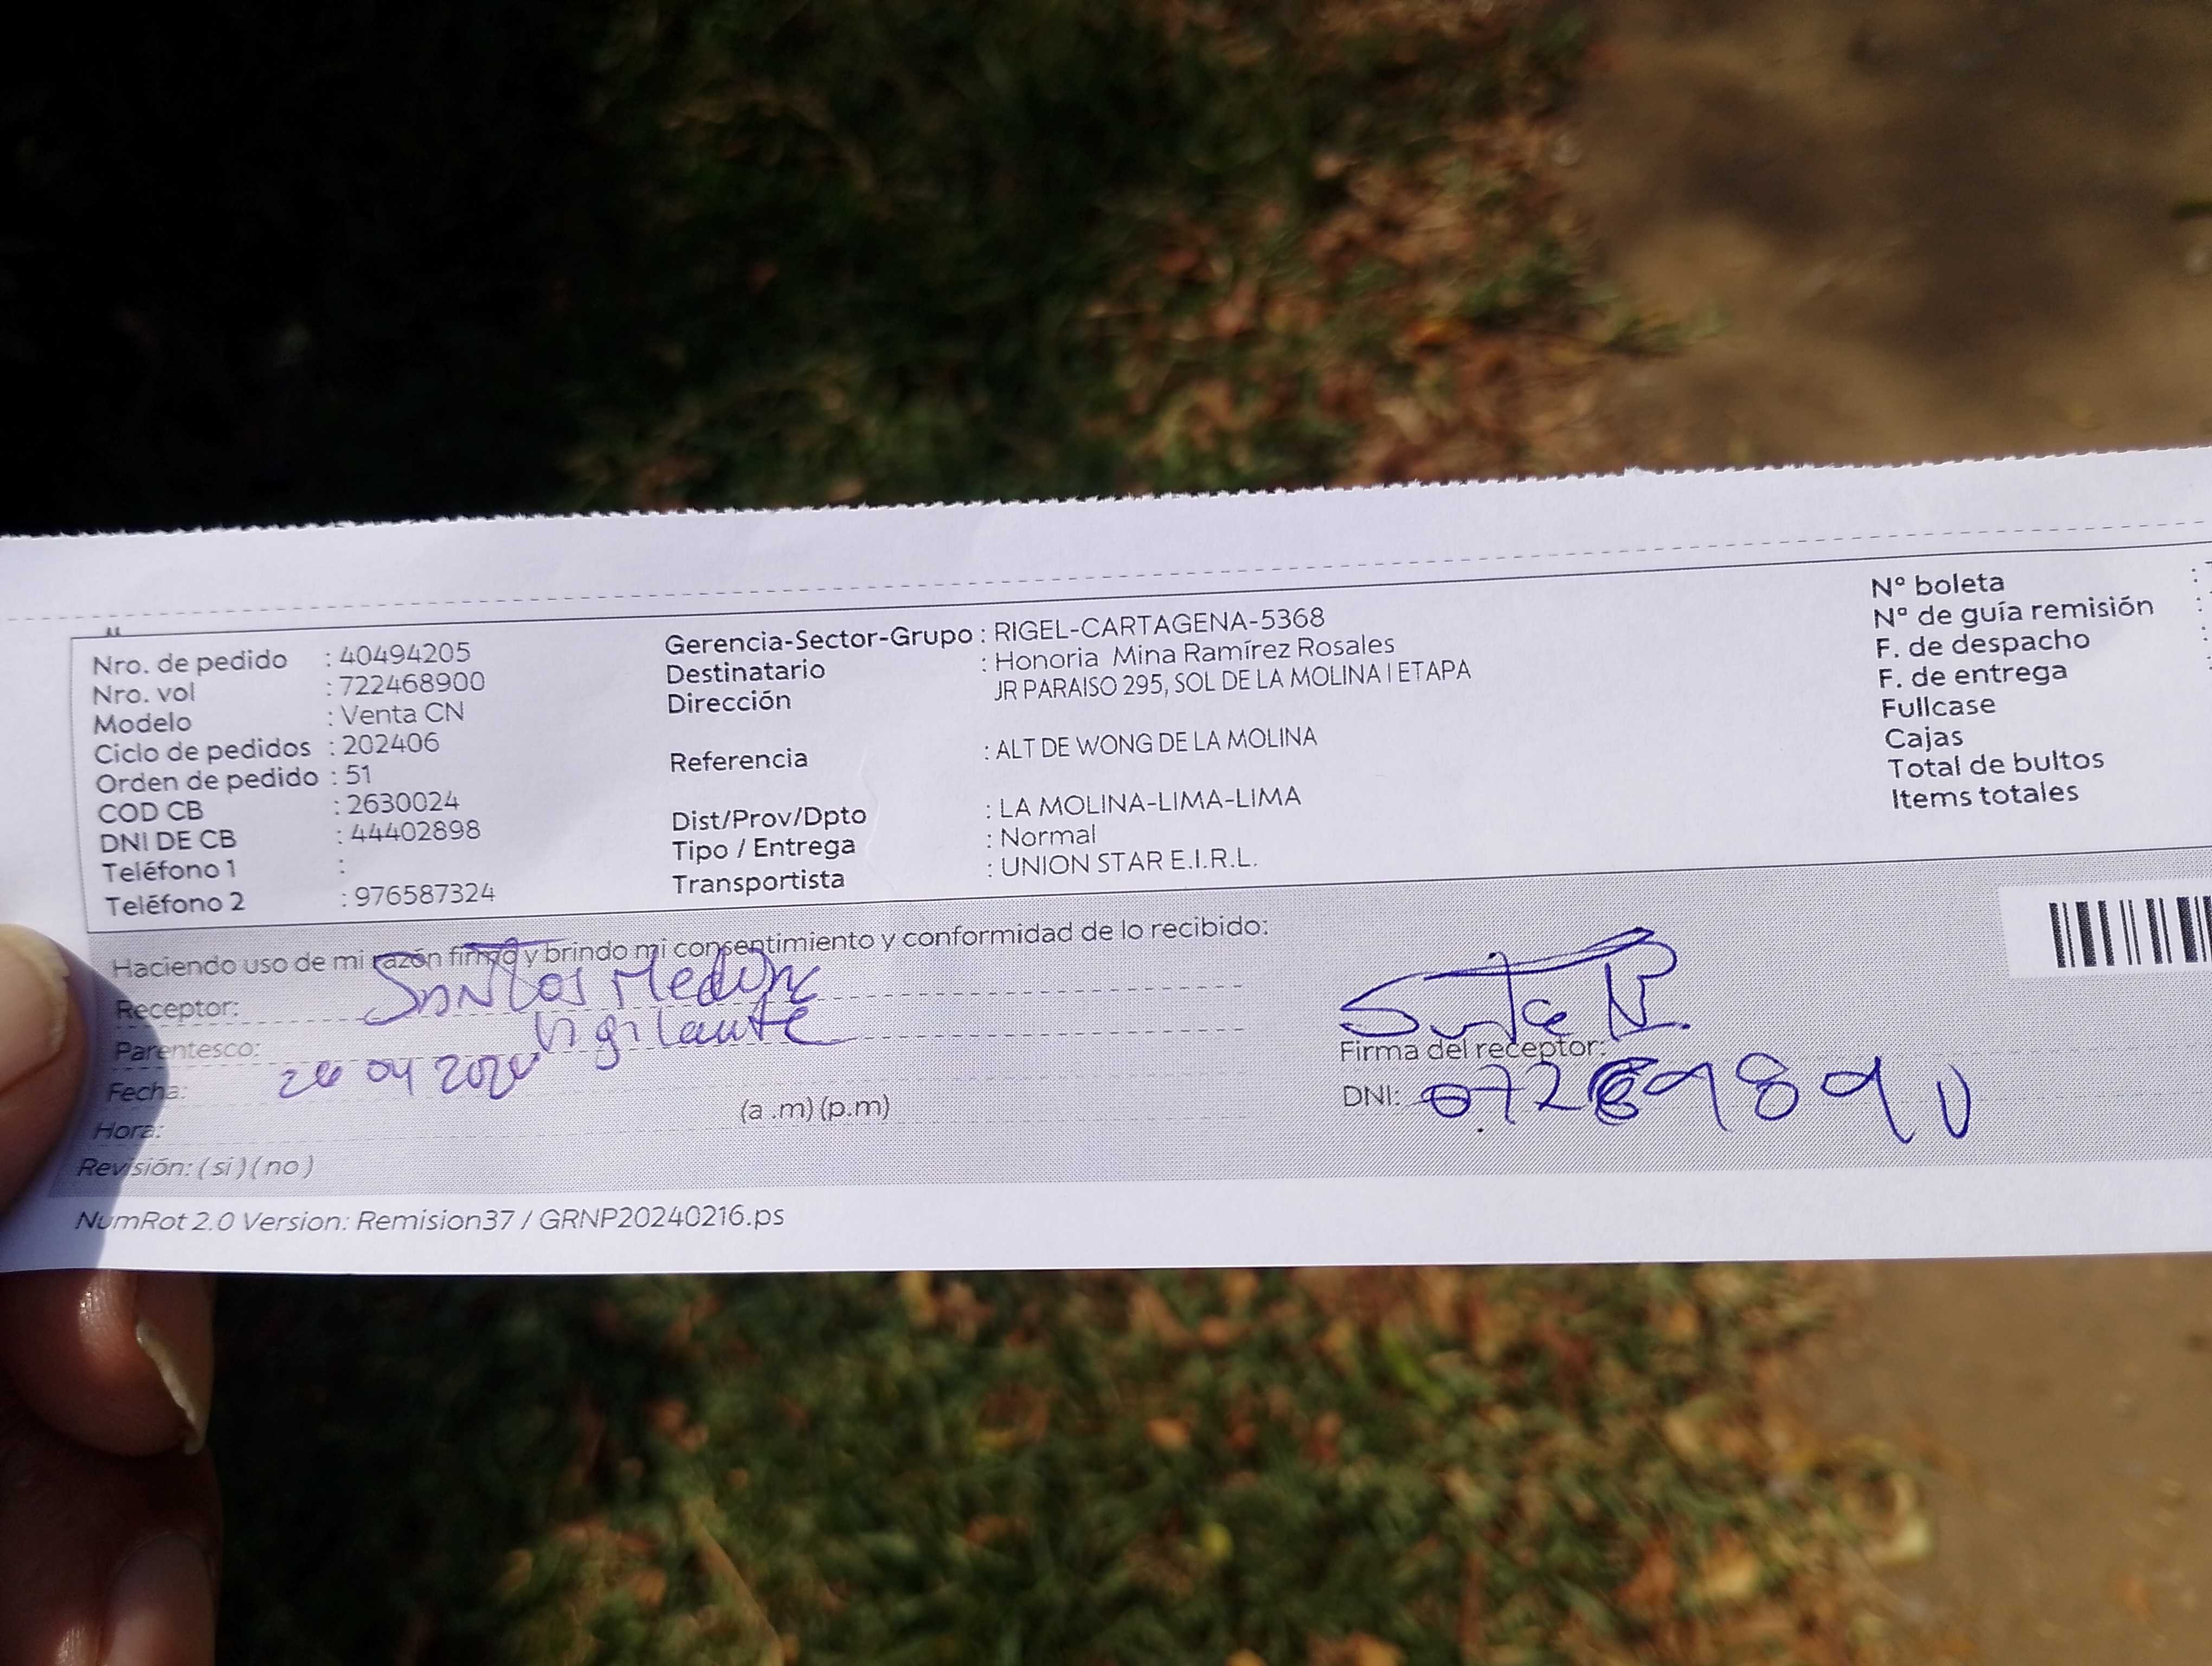 Nro. de pedido : 40494205
Nro. vol : 722468900
Modelo : Venta CN
Ciclo de pedidos : 202406
Orden de pedido : 51
COD CB : 2630024
DNI DE CB : 44402898
Teléfono 1 :
Teléfono 2 : 976587324
Gerencia-Sector-Grupo : RIGEL-CARTAGENA-5368
Destinatario : Honoria Mina Ramírez Rosales
Dirección JR PARAISO 295, SOL DE LA MOLINA I ETAPA
Referencia : ALT DE WONG DE LA MOLINA
Dist/Prov/Dpto : LA MOLINA-LIMA-LIMA
Tipo / Entrega : Normal
Transportista : UNION STAR E.I.R.L.
Nº boleta :
Nº de guía remisión :
F. de despacho :
F. de entrega :
Fullcase
Cajas
Total de bultos
Items totales
Haciendo uso de mi razón firmo y brindo mi consentimiento y conformidad de lo recibido:
Receptor: Santos
Parentesco: Vigilante
Fecha:
Hora: (a .m) (p.m)
Revisión: ( si ) ( no )
Firma del receptor:
DNI:
NumRot 2.0 Version: Remision37 / GRNP20240216.ps